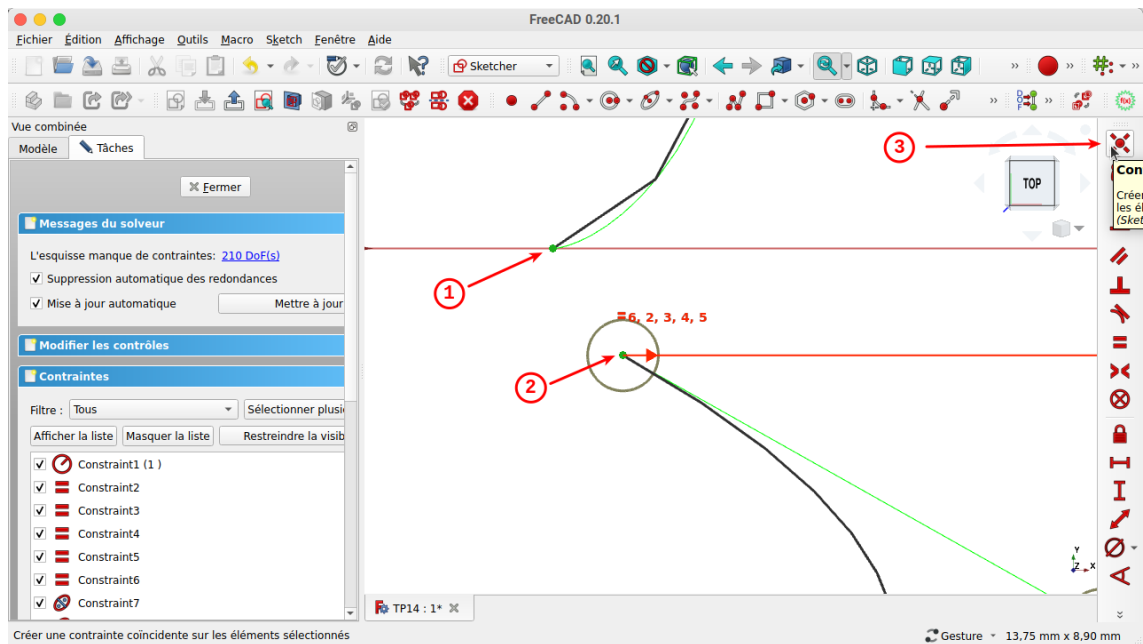 FreeCAD 0.20.1
Fichier Édition Affichage Outils Macro Sketch Fenêtre Aide
Sketcher
Vue combinée
Modèle Tâches
Fermer
Messages du solveur
L'esquisse manque de contraintes: 210 DoF(s)
Suppression automatique des redondances
Mise à jour automatique Mettre à jour
Modifier les contrôles
Contraintes
Filtre : Tous Sélectionner plusi
Afficher la liste Masquer la liste Restreindre la visib
Constraint1 (1 )
Constraint2
Constraint3
Constraint4
Constraint5
Constraint6
Constraint7
1
6, 2, 3, 4, 5
2
3
TOP
Con
Créer
les él
(Sket
f(x)
Y
Z X
TP14 : 1*
Créer une contrainte coïncidente sur les éléments sélectionnés
Gesture 13,75 mm x 8,90 mm